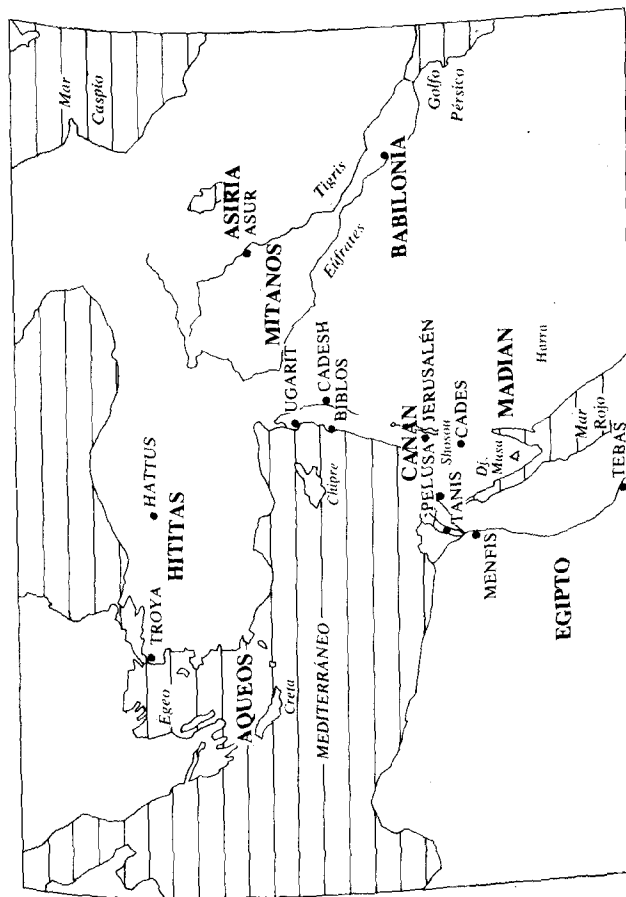 Mar
Caspio
TROYA
HATTUS
HITITAS
Egeo
AQUEOS
Creta
ASIRIA
ASUR
MITANOS
Tigris
Eúfrates
UGARIT
CADESH
BIBLOS
Chipre
MEDITERRÁNEO
BABILONIA
Golfo
Pérsico
CANÁN
PELUSA
JERUSALÉN
Shosou
TANIS
CADES
MENFIS
Dj.
Musa
MADIAN
Harra
EGIPTO
Mar
Rojo
TEBAS